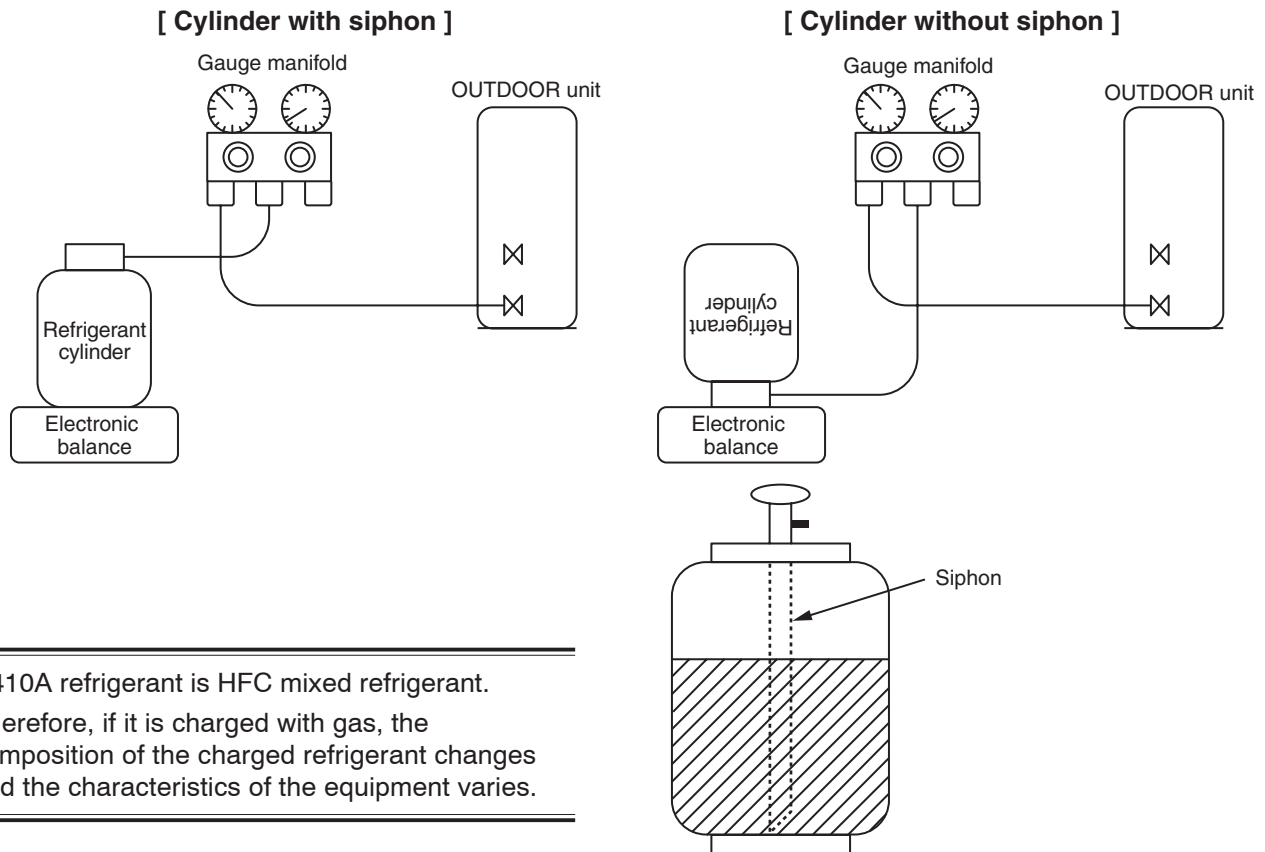 [ Cylinder with siphon ]
Gauge manifold
OUTDOOR unit
Refrigerant
cylinder
Electronic
balance
[ Cylinder without siphon ]
Gauge manifold
OUTDOOR unit
Refrigerant
cylinder
Electronic
balance
Siphon
410A refrigerant is HFC mixed refrigerant.
erefore, if it is charged with gas, the
mposition of the charged refrigerant changes
d the characteristics of the equipment varies.